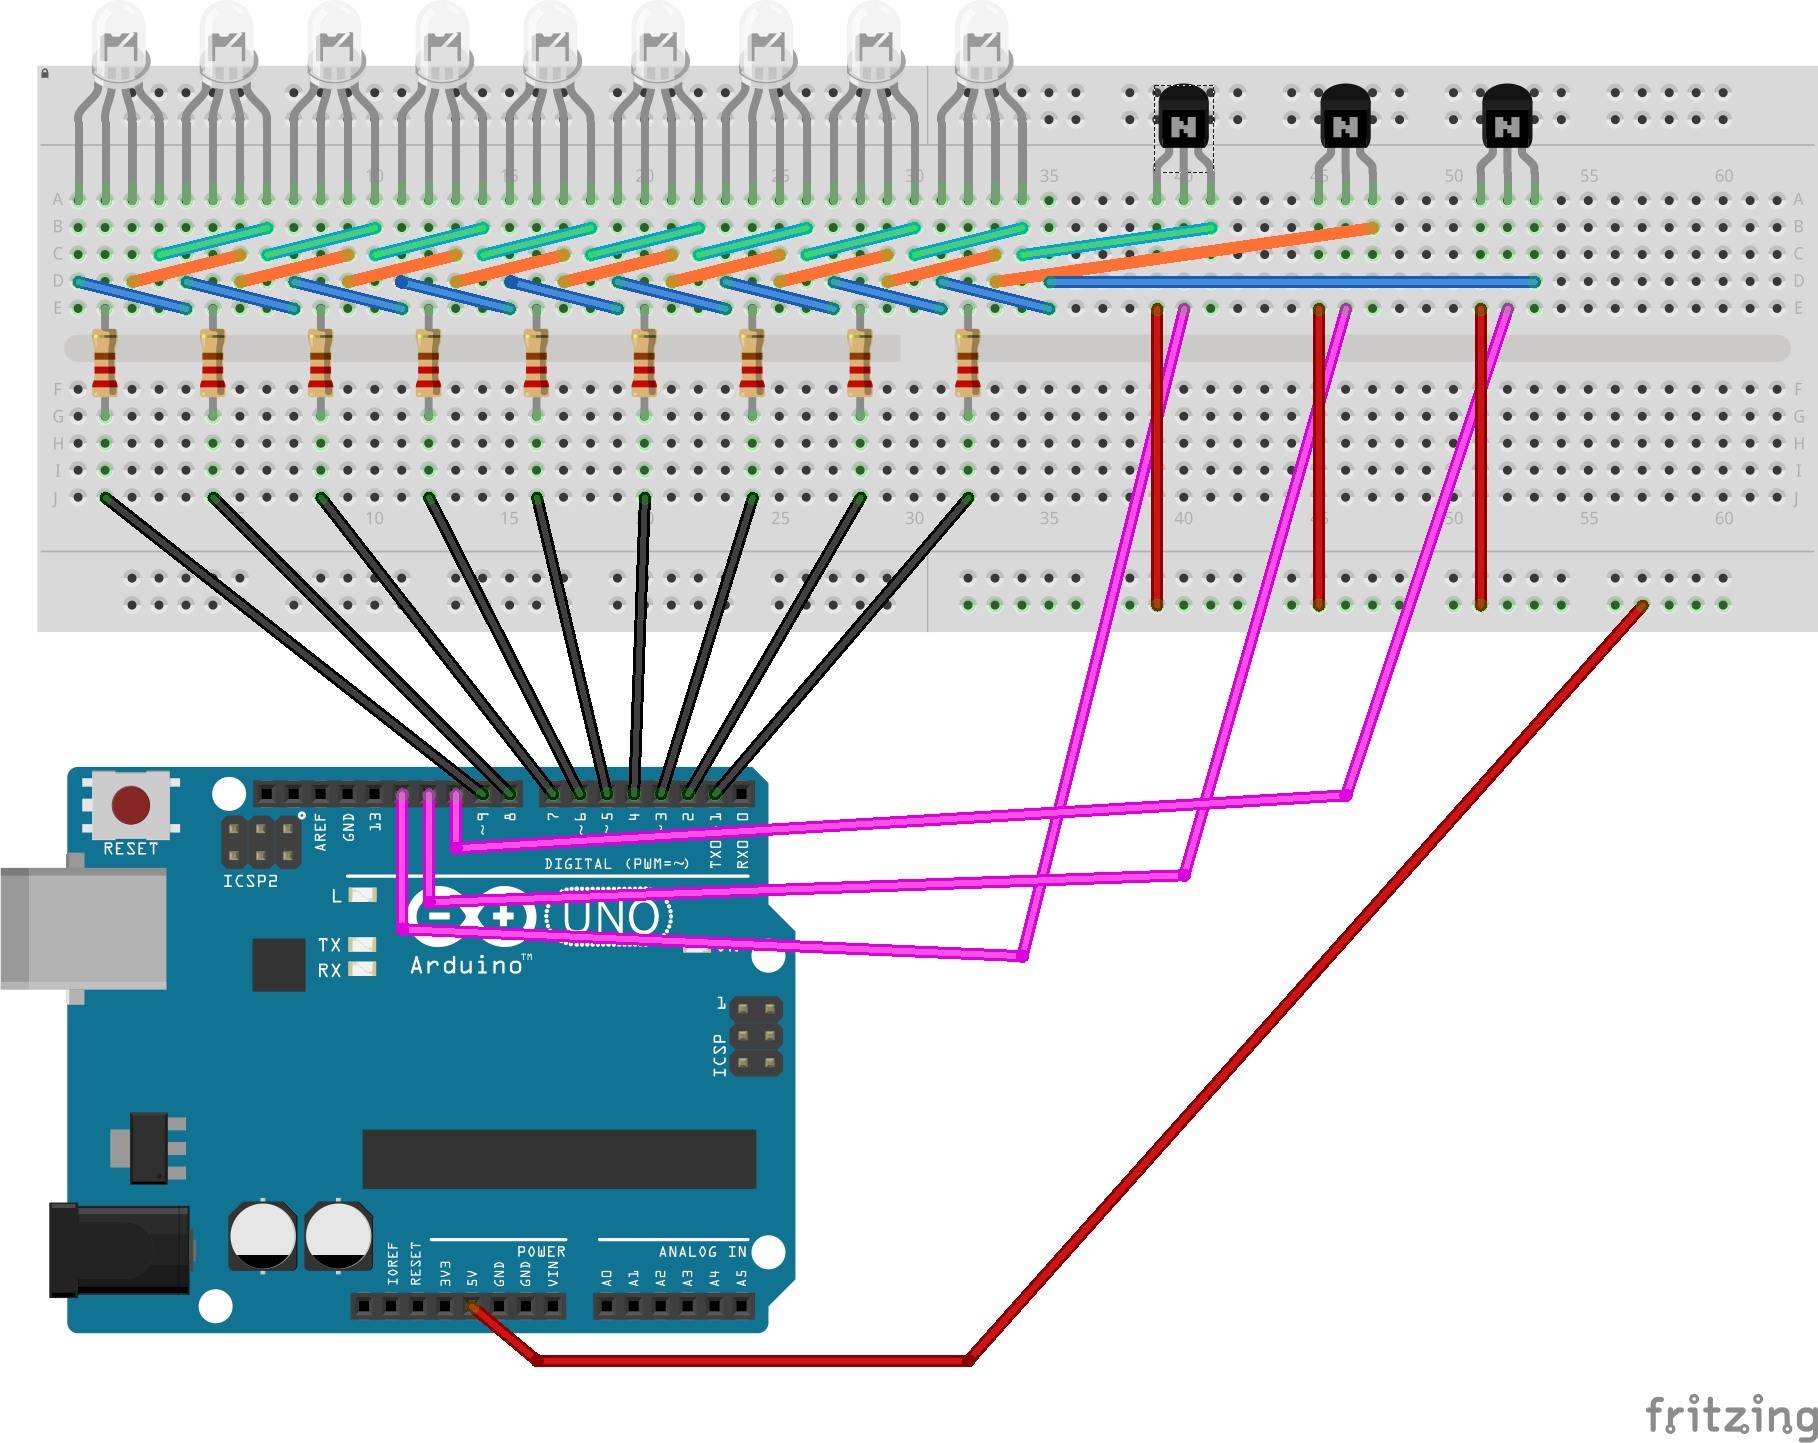 N N N
5 10 15 20 25 30 35 40 45 50 55 60
A A
B B
C C
D D
E E
F F
G G
H H
I I
J J
10 15 20 25 30 35 40 45 50 55 60
RESET
ICSP2
AREF
GND
13
~9
8
7
~6
~5
4
~3
2
TX0 1
RX0 0
DIGITAL (PWM=~)
L
TX
RX
UNO
Arduino™
1
ICSP
POWER
ANALOG IN
IOREF
RESET
3V3
5V
GND
GND
VIN
A0
A1
A2
A3
A4
A5
fritzing